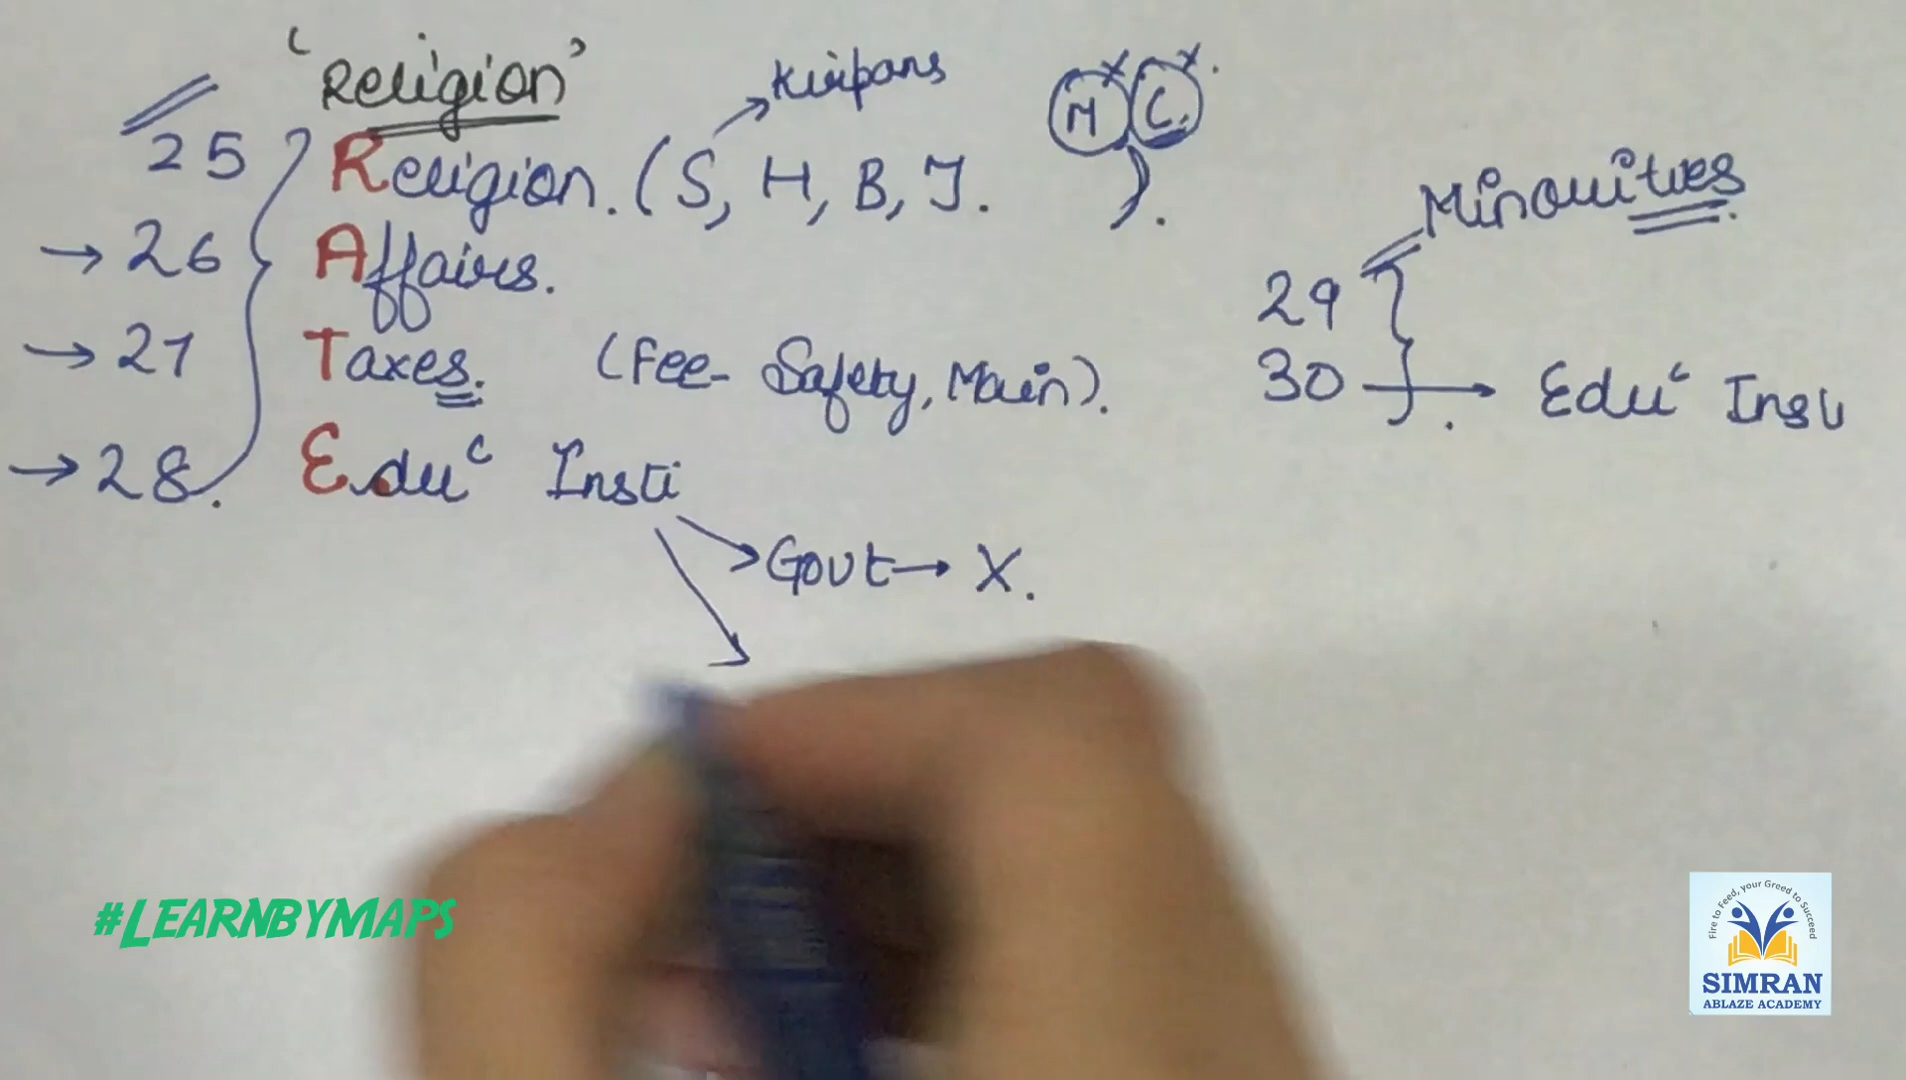 'Religion'
25 Religion. (S, H, B, J. M C. ).
→ Kirpans
→ 26 Affairs.
→ 27 Taxes. (Fee- Safety, Main).
→ 28. Educ Insti
→ Govt → X.
Minorities
29
30 → Educ Insti
#LEARNBYMAPS
Fire to Feed, your Greed to Succeed
SIMRAN
ABLAZE ACADEMY